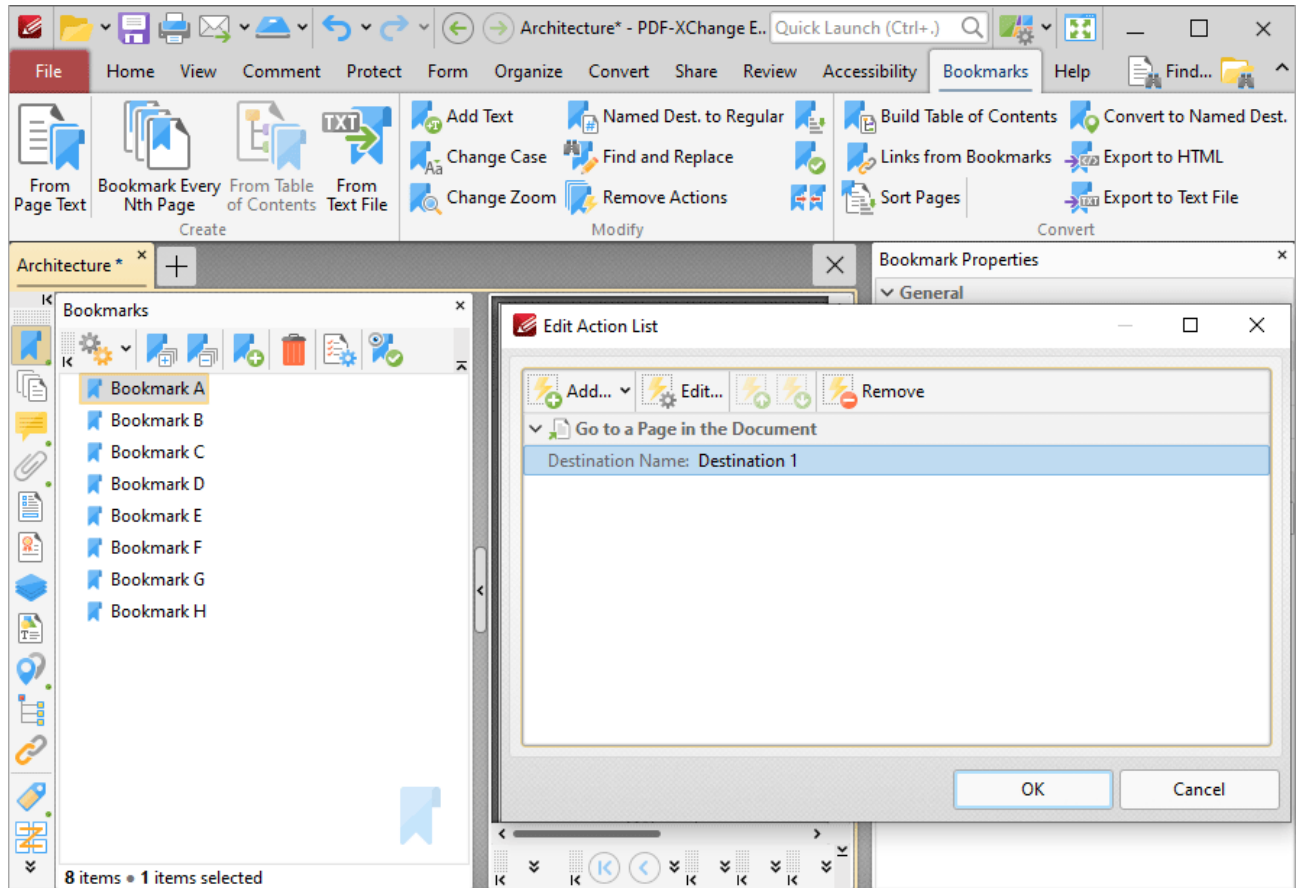 Architecture* - PDF-XChange E.. Quick Launch (Ctrl+.)
File Home View Comment Protect Form Organize Convert Share Review Accessibility Bookmarks Help Find...
From Page Text
Bookmark Every Nth Page
From Table of Contents
TXT
From Text File
Create
Add Text
Aä
Change Case
Change Zoom
#
Named Dest. to Regular
Find and Replace
Remove Actions
Modify
Build Table of Contents
Links from Bookmarks
Sort Pages
Convert to Named Dest.
Export to HTML
TXT
Export to Text File
Convert
Architecture *
Bookmarks
Bookmark A
Bookmark B
Bookmark C
Bookmark D
Bookmark E
Bookmark F
Bookmark G
Bookmark H
8 items • 1 items selected
Bookmark Properties
General
Edit Action List
Add... Edit... Remove
Go to a Page in the Document
Destination Name: Destination 1
OK Cancel